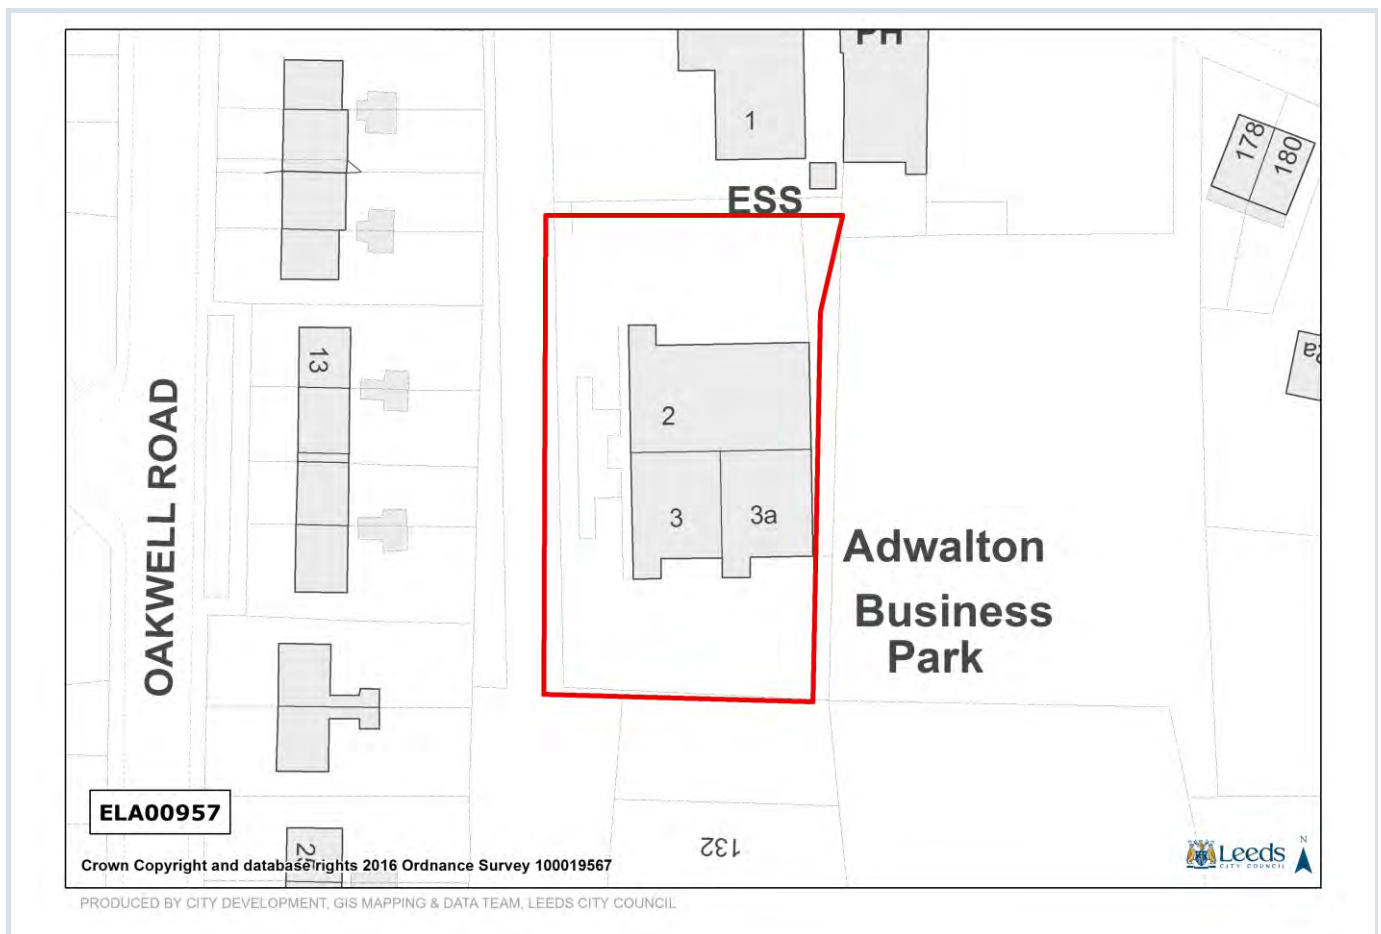 PH
1
178
180
ESS
13
2
3
3a
OAKWELL ROAD
Adwalton
Business
Park
ELA00957
132
Crown Copyright and database rights 2016 Ordnance Survey 100019567
Leeds
CITY COUNCIL
N
PRODUCED BY CITY DEVELOPMENT, GIS MAPPING & DATA TEAM, LEEDS CITY COUNCIL